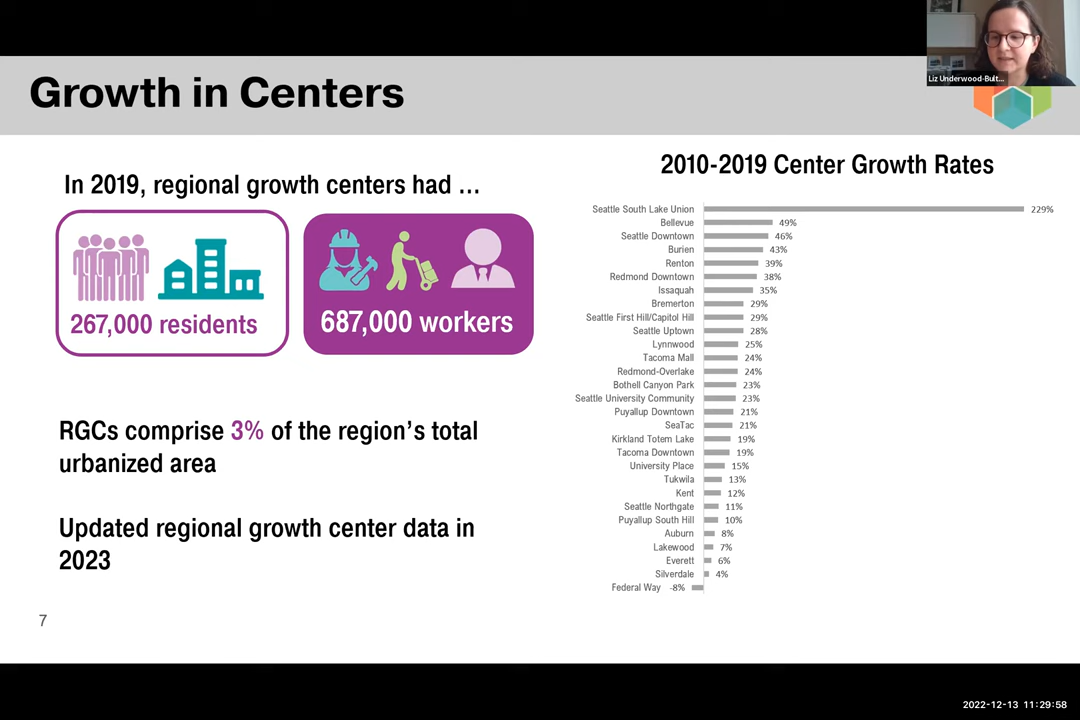 Liz Underwood-Bult...
Growth in Centers
In 2019, regional growth centers had ...
267,000 residents
687,000 workers
RGCs comprise 3% of the region's total
urbanized area
Updated regional growth center data in
2023
7
2010-2019 Center Growth Rates
Seattle South Lake Union 229%
Bellevue 49%
Seattle Downtown 46%
Burien 43%
Renton 39%
Redmond Downtown 38%
Issaquah 35%
Bremerton 29%
Seattle First Hill/Capitol Hill 29%
Seattle Uptown 28%
Lynnwood 25%
Tacoma Mall 24%
Redmond-Overlake 24%
Bothell Canyon Park 23%
Seattle University Community 23%
Puyallup Downtown 21%
SeaTac 21%
Kirkland Totem Lake 19%
Tacoma Downtown 19%
University Place 15%
Tukwila 13%
Kent 12%
Seattle Northgate 11%
Puyallup South Hill 10%
Auburn 8%
Lakewood 7%
Everett 6%
Silverdale 4%
Federal Way -8%
2022-12-13 11:29:58